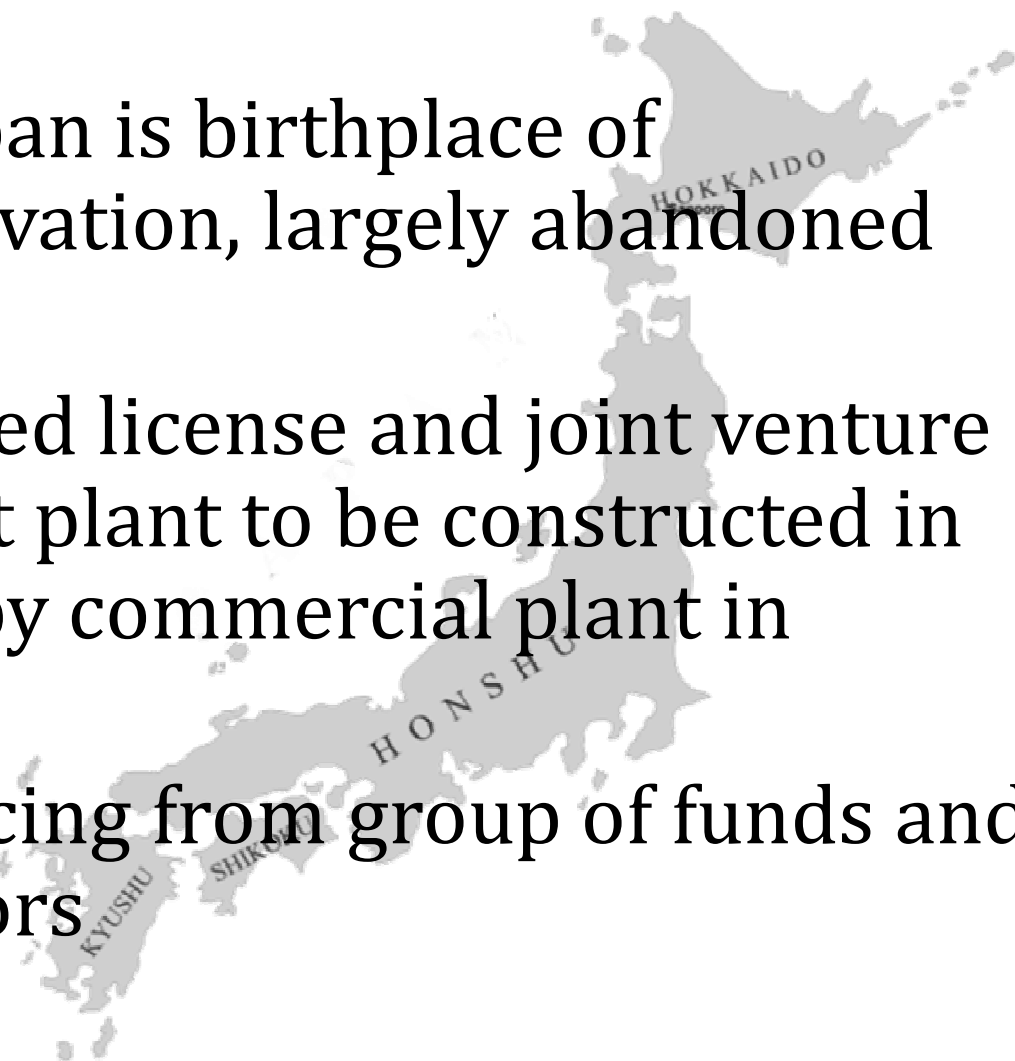 pan is birthplace of
HOKKAIDO
vation, largely abandoned
ed license and joint venture
t plant to be constructed in
by commercial plant in
HONSHU
cing from group of funds and
SHIKOKU
ors
KYUSHU